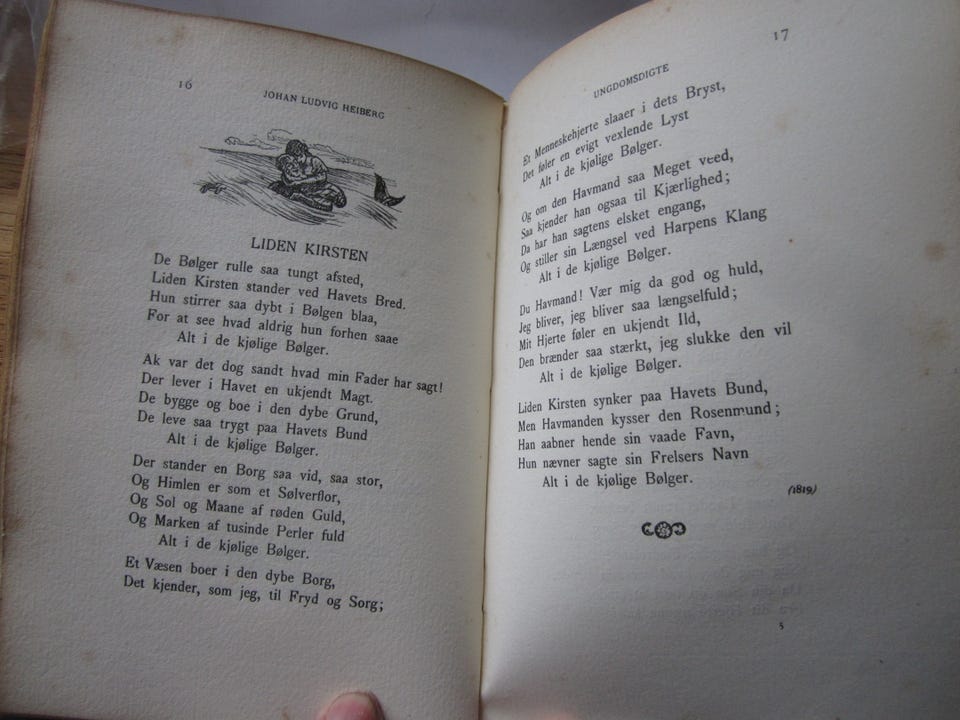 16
JOHAN LUDVIG HEIBERG
LIDEN KIRSTEN
De Bølger rulle saa tungt afsted,
Liden Kirsten stander ved Havets Bred.
Hun stirrer saa dybt i Bølgen blaa,
For at see hvad aldrig hun forhen saae
Alt i de kjølige Bølger.
Ak var det dog sandt hvad min Fader har sagt!
Der lever i Havet en ukjendt Magt.
De bygge og boe i den dybe Grund,
De leve saa trygt paa Havets Bund
Alt i de kjølige Bølger.
Der stander en Borg saa vid, saa stor,
Og Himlen er som et Sølverflor,
Og Sol og Maane af røden Guld,
Og Marken af tusinde Perler fuld
Alt i de kjølige Bølger.
Et Væsen boer i den dybe Borg,
Det kjender, som jeg, til Fryd og Sorg;
UNGDOMSDIGTE
17
Et Menneskehjerte slaaer i dets Bryst,
Det føler en evigt vexlende Lyst
Alt i de kjølige Bølger.
Og om den Havmand saa Meget veed,
Saa kjender han ogsaa til Kjærlighed;
Da har han sagtens elsket engang,
Og stiller sin Længsel ved Harpens Klang
Alt i de kjølige Bølger.
Du Havmand! Vær mig da god og huld,
Jeg bliver, jeg bliver saa længselfuld;
Mit Hjerte føler en ukjendt Ild,
Den brænder saa stærkt, jeg slukke den vil
Alt i de kjølige Bølger.
Liden Kirsten synker paa Havets Bund,
Men Havmanden kysser den Rosenmund;
Han aabner hende sin vaade Favn,
Hun nævner sagte sin Frelsers Navn
Alt i de kjølige Bølger.
(1819)